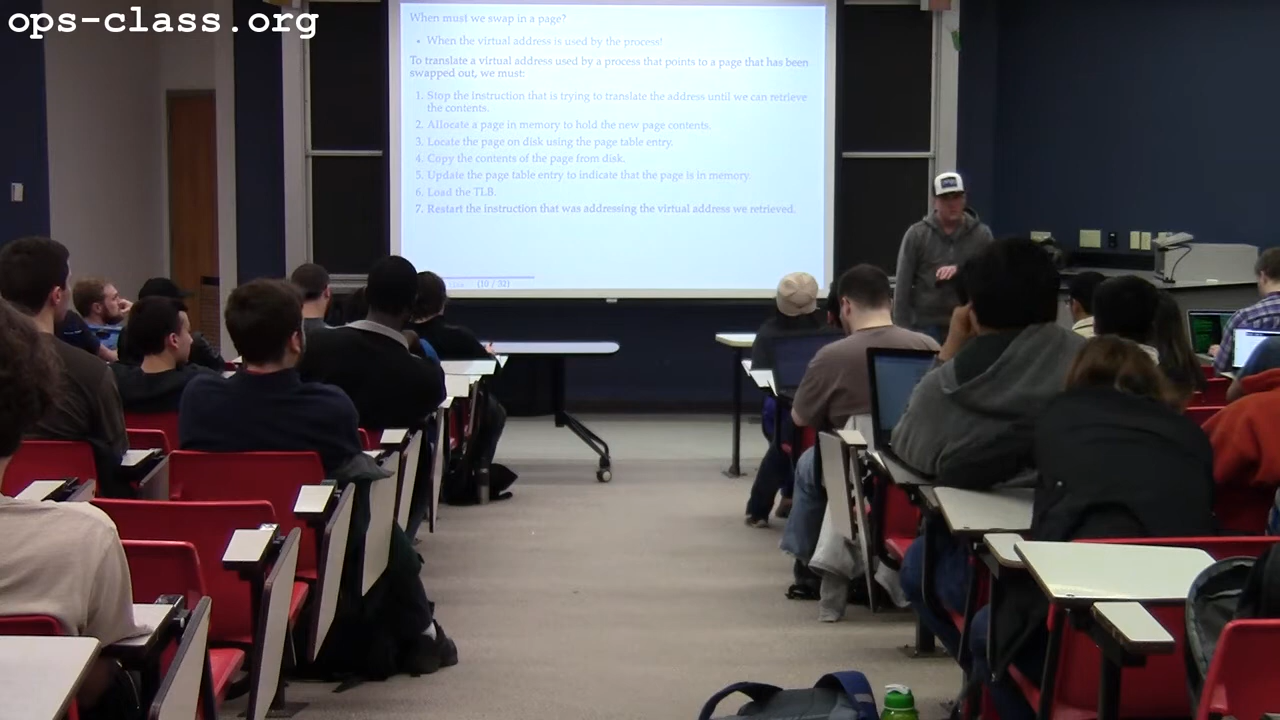 ops-class.org
When must we swap in a page?
• When the virtual address is used by the process!
To translate a virtual address used by a process that points to a page that has been
swapped out, we must:
1. Stop the instruction that is trying to translate the address until we can retrieve
the contents.
2. Allocate a page in memory to hold the new page contents.
3. Locate the page on disk using the page table entry.
4. Copy the contents of the page from disk.
5. Update the page table entry to indicate that the page is in memory.
6. Load the TLB.
7. Restart the instruction that was addressing the virtual address we retrieved.
(10 / 32)